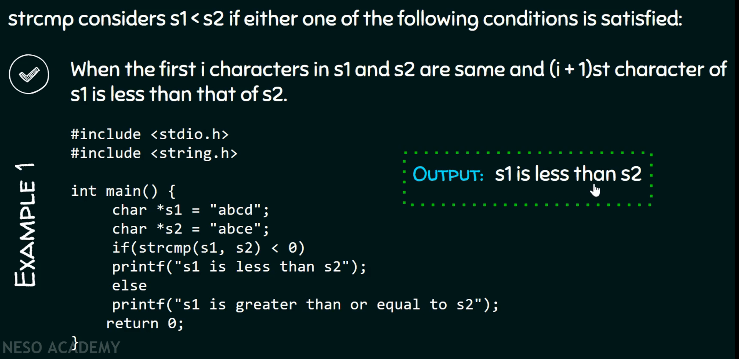 strcmp considers s1 < s2 if either one of the following conditions is satisfied:
When the first i characters in s1 and s2 are same and (i + 1)st character of
s1 is less than that of s2.
EXAMPLE 1
#include <stdio.h>
#include <string.h>
int main() {
    char *s1 = "abcd";
    char *s2 = "abce";
    if(strcmp(s1, s2) < 0)
    printf("s1 is less than s2");
    else
    printf("s1 is greater than or equal to s2");
    return 0;
}
OUTPUT: s1 is less than s2
NESO ACADEMY